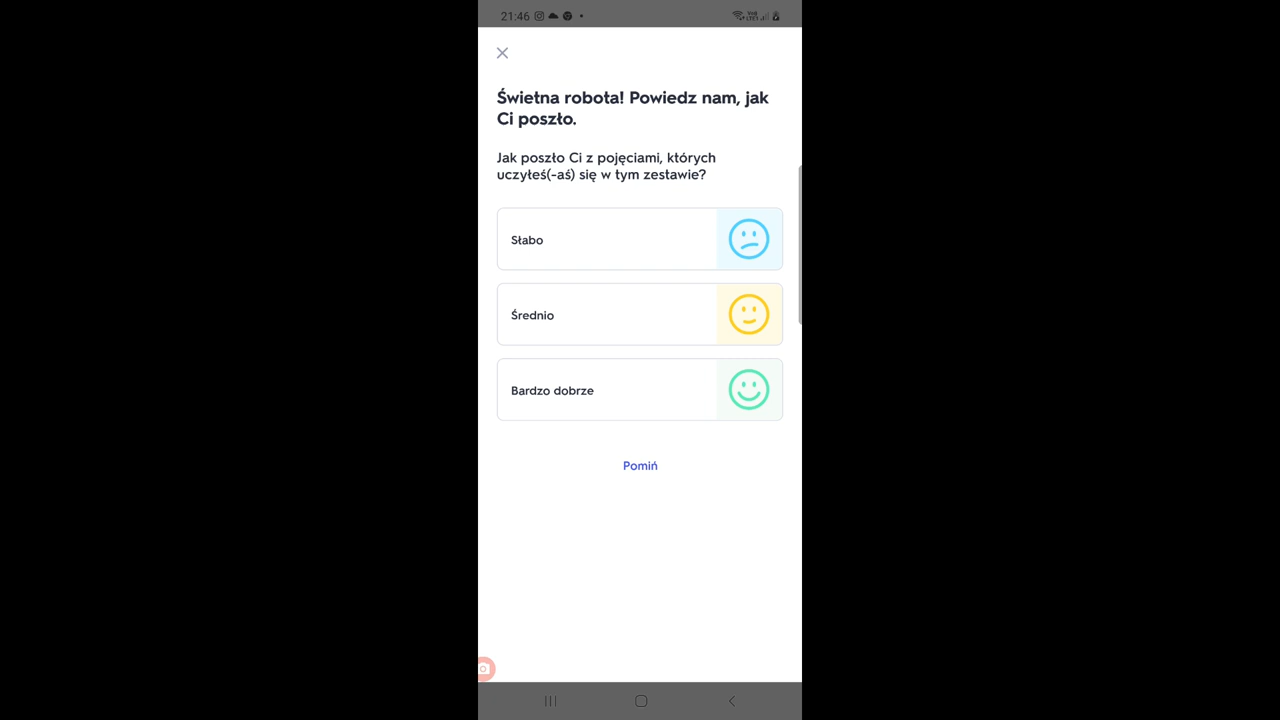 21:46
Świetna robota! Powiedz nam, jak
Ci poszło.
Jak poszło Ci z pojęciami, których
uczyłeś(-aś) się w tym zestawie?
Słabo
Średnio
Bardzo dobrze
Pomiń